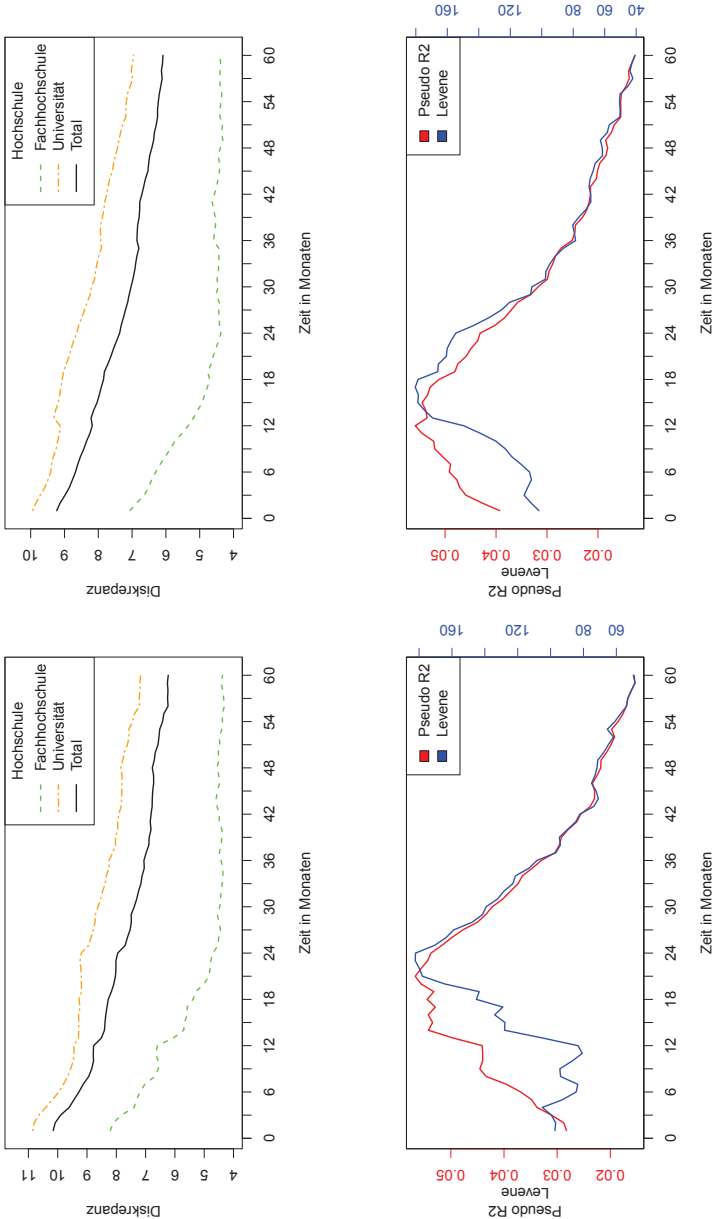 Hochschule
Fachhochschule
Universität
Total
11 10 9 8 7 6 5 4
Diskrepanz
0 6 12 18 24 30 36 42 48 54 60
Zeit in Monaten
Hochschule
Fachhochschule
Universität
Total
10 9 8 7 6 5 4
Diskrepanz
0 6 12 18 24 30 36 42 48 54 60
Zeit in Monaten
Pseudo R2
Levene
160 120 80 60
0.05 0.04 0.03 0.02
Pseudo R2
Levene
0 6 12 18 24 30 36 42 48 54 60
Zeit in Monaten
Pseudo R2
Levene
160 120 80 60 40
0.05 0.04 0.03 0.02
Pseudo R2
Levene
0 6 12 18 24 30 36 42 48 54 60
Zeit in Monaten